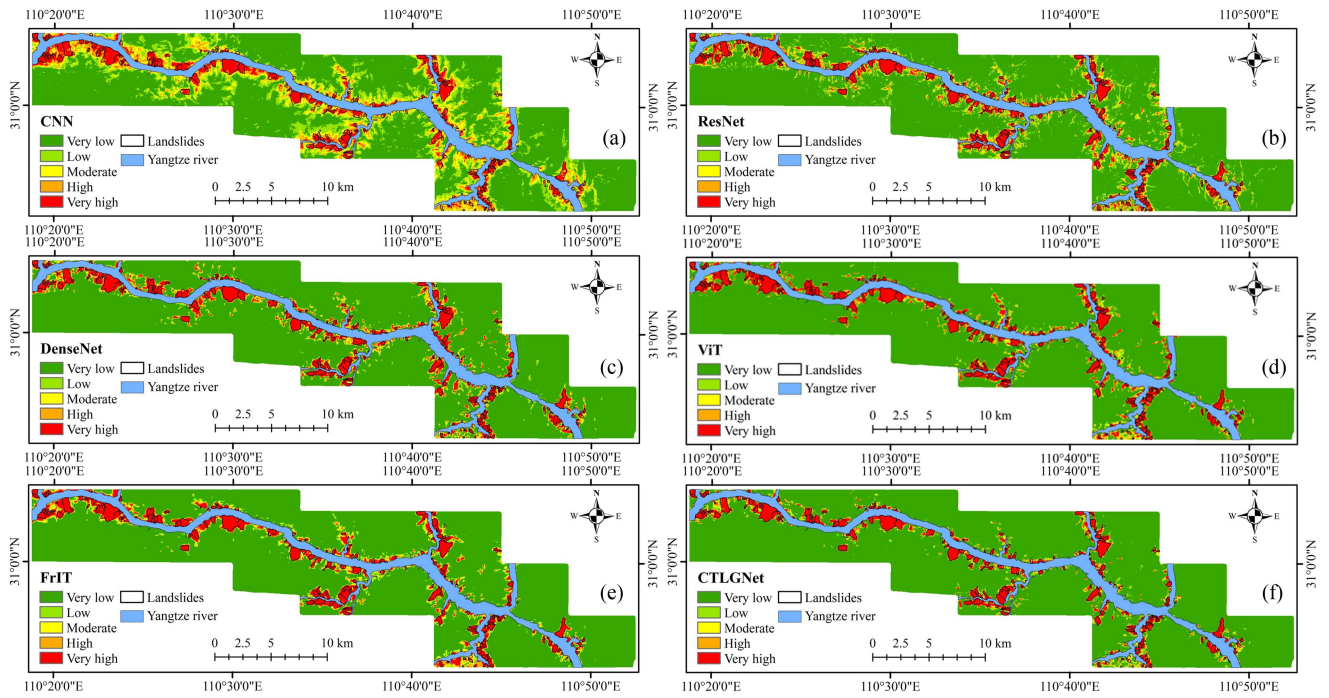 110°20'0"E 110°30'0"E 110°40'0"E 110°50'0"E
31°0'0"N
CNN
Very low
Low
Moderate
High
Very high
Landslides
Yangtze river
0 2.5 5 10 km
N
W E
S
(a)
31°0'0"N
110°20'0"E 110°30'0"E 110°40'0"E 110°50'0"E
110°20'0"E 110°30'0"E 110°40'0"E 110°50'0"E
ResNet
Very low
Low
Moderate
High
Very high
Landslides
Yangtze river
0 2.5 5 10 km
N
W E
S
(b)
31°0'0"N
110°20'0"E 110°30'0"E 110°40'0"E 110°50'0"E
110°20'0"E 110°30'0"E 110°40'0"E 110°50'0"E
31°0'0"N
DenseNet
Very low
Low
Moderate
High
Very high
Landslides
Yangtze river
0 2.5 5 10 km
N
W E
S
(c)
31°0'0"N
110°20'0"E 110°30'0"E 110°40'0"E 110°50'0"E
110°20'0"E 110°30'0"E 110°40'0"E 110°50'0"E
ViT
Very low
Low
Moderate
High
Very high
Landslides
Yangtze river
0 2.5 5 10 km
N
W E
S
(d)
31°0'0"N
110°20'0"E 110°30'0"E 110°40'0"E 110°50'0"E
110°20'0"E 110°30'0"E 110°40'0"E 110°50'0"E
31°0'0"N
FrIT
Very low
Low
Moderate
High
Very high
Landslides
Yangtze river
0 2.5 5 10 km
N
W E
S
(e)
31°0'0"N
110°20'0"E 110°30'0"E 110°40'0"E 110°50'0"E
110°20'0"E 110°30'0"E 110°40'0"E 110°50'0"E
CTLGNet
Very low
Low
Moderate
High
Very high
Landslides
Yangtze river
0 2.5 5 10 km
N
W E
S
(f)
31°0'0"N
110°20'0"E 110°30'0"E 110°40'0"E 110°50'0"E